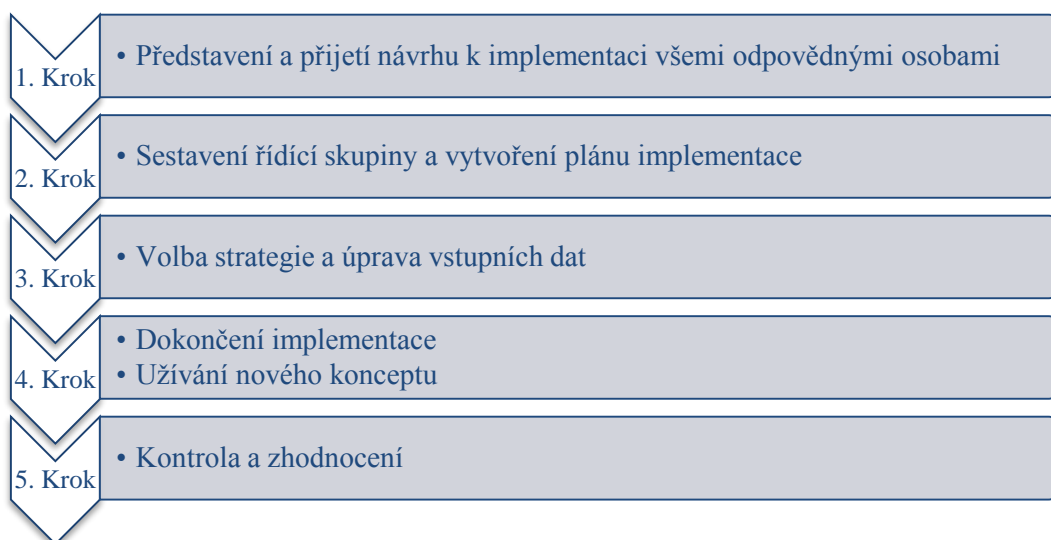 1. Krok
• Představení a přijetí návrhu k implementaci všemi odpovědnými osobami
2. Krok
• Sestavení řídící skupiny a vytvoření plánu implementace
3. Krok
• Volba strategie a úprava vstupních dat
4. Krok
• Dokončení implementace
• Užívání nového konceptu
5. Krok
• Kontrola a zhodnocení